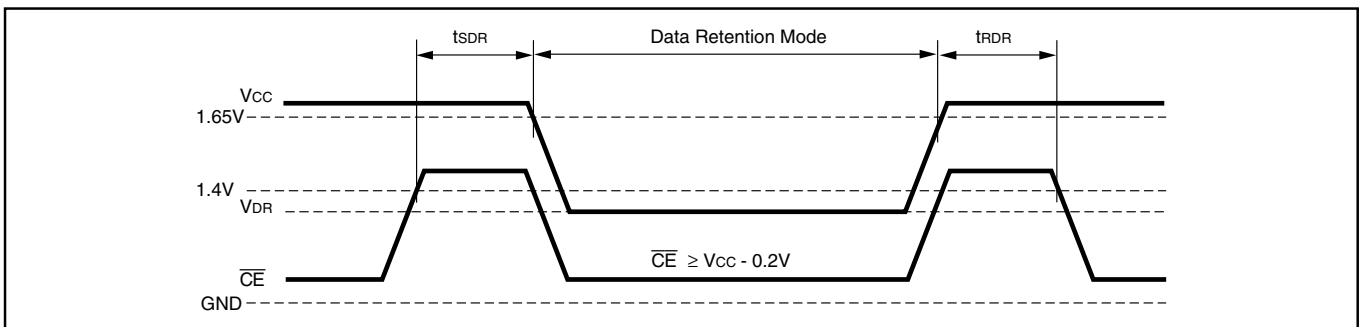 tSDR Data Retention Mode tRDR
VCC
1.65V
1.4V
VDR
CE ≥ VCC - 0.2V
CE
GND